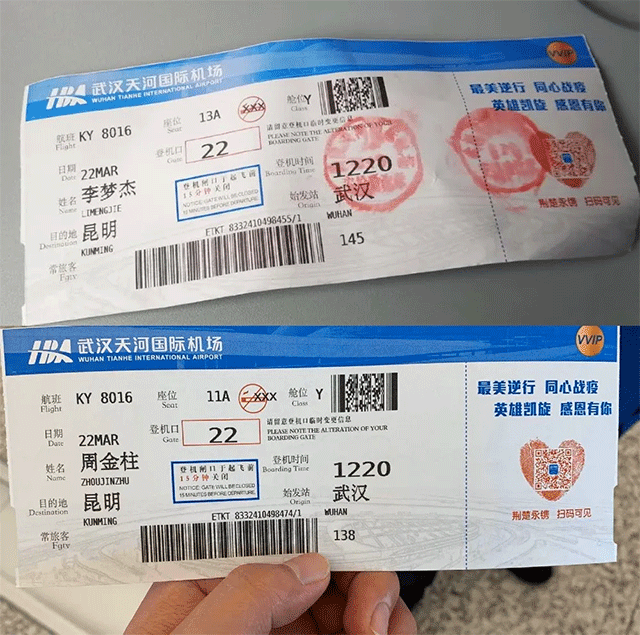 VVIP
HBA 武汉天河国际机场
WUHAN TIANHE INTERNATIONAL AIRPORT
航班 KY 8016 座位 13A XXX 舱位Y
Flight Seat Class
登机口 22 请留意登机口临时变更信息
Gate PLEASE NOTE THE ALTERATION OF YOUR
BOARDING GATE
日期 22MAR
Date
登机时间 1220
Boarding Time
姓名 李梦杰
Name LIMENGJIE
登机闸口于起飞前
15分钟关闭
NOTICE: GATE WILL BE CLOSED
15 MINUTES BEFORE DEPARTURE
始发站 武汉
Origin WUHAN
目的地 昆明
Destination KUNMING
ETKT 8332410498455/1
145
常旅客
Fqtv
最美逆行 同心战疫
英雄凯旋 感恩有你
荆楚永镌 扫码可见
VVIP
HBA 武汉天河国际机场
WUHAN TIANHE INTERNATIONAL AIRPORT
航班 KY 8016 座位 11A XXX 舱位 Y
Flight Seat Class
登机口 22 请留意登机口临时变更信息
Gate PLEASE NOTE THE ALTERATION OF YOUR
BOARDING GATE
日期 22MAR
Date
登机时间 1220
Boarding Time
姓名 周金柱
Name ZHOUJINZHU
登机闸口于起飞前
15分钟关闭
NOTICE: GATE WILL BE CLOSED
15 MINUTES BEFORE DEPARTURE
始发站 武汉
Origin WUHAN
目的地 昆明
Destination KUNMING
ETKT 8332410498474/1
138
常旅客
Fqtv
最美逆行 同心战疫
英雄凯旋 感恩有你
荆楚永镌 扫码可见